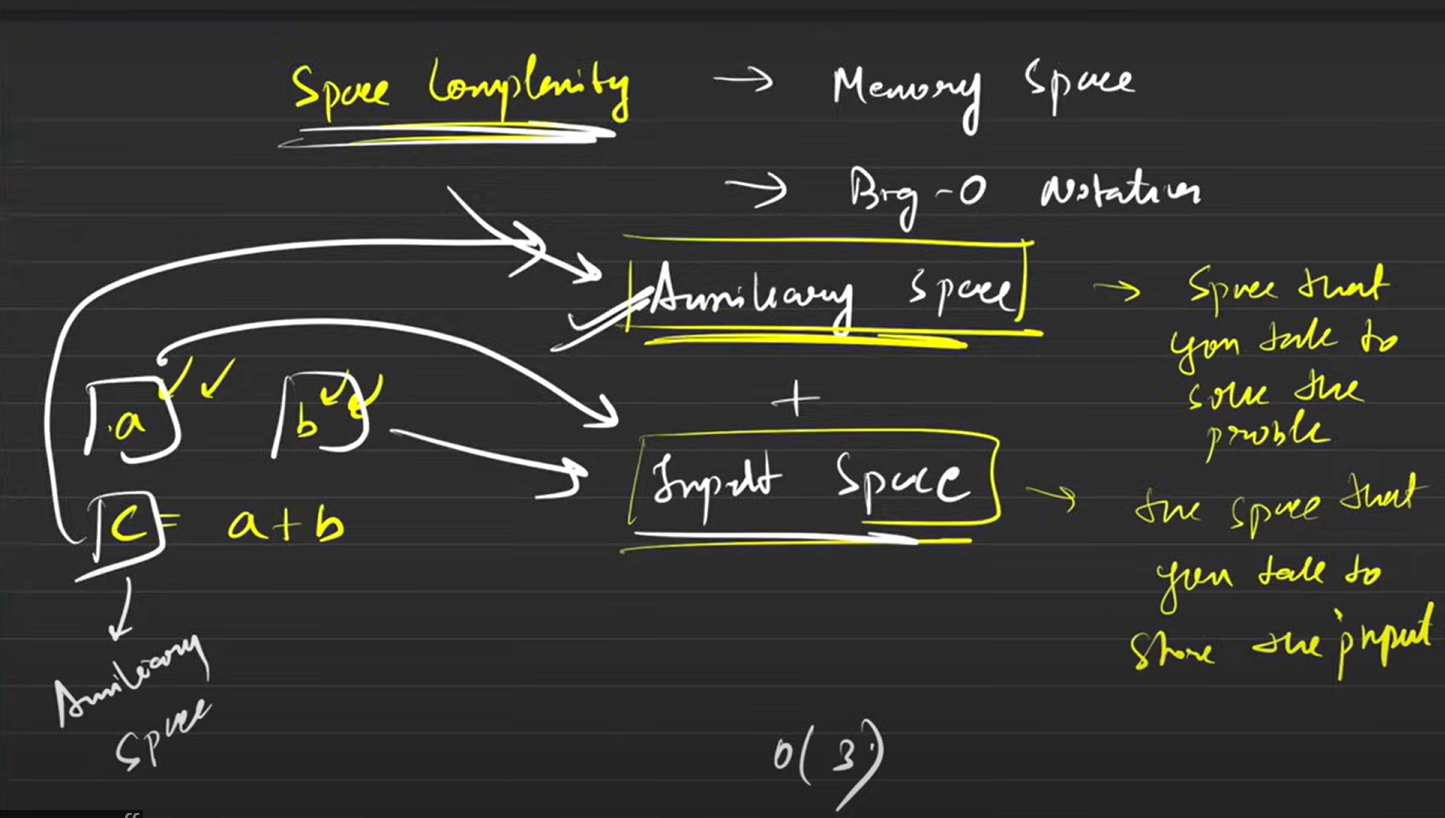 Space Complexity → Memory Space
→ Big-O Notation
Auxiliary Space → Space that
you take to
solve the
proble
+
Input Space → the space that
you take to
store the input
a b
c = a+b
Auxiliary
Space
O(3)